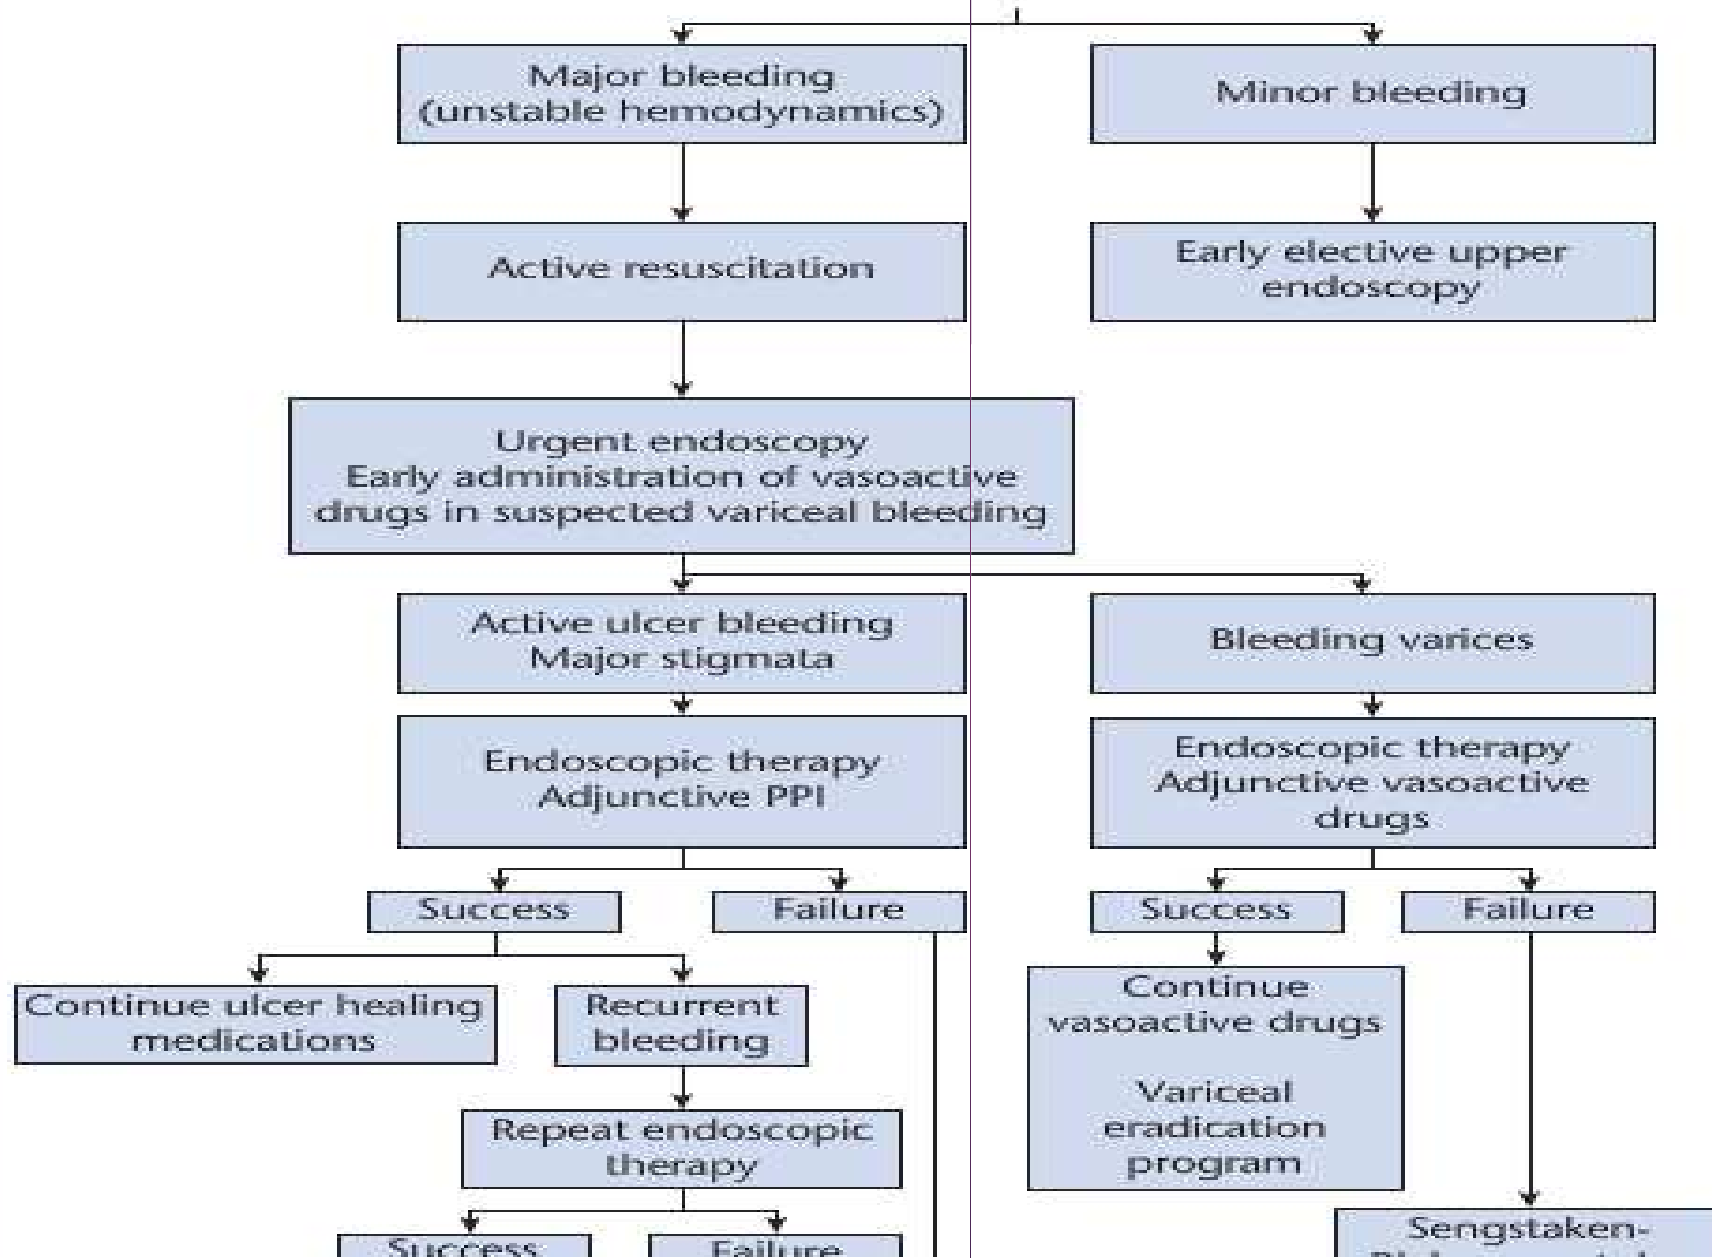 Major bleeding
(unstable hemodynamics)
Minor bleeding
Active resuscitation
Early elective upper
endoscopy
Urgent endoscopy
Early administration of vasoactive
drugs in suspected variceal bleeding
Active ulcer bleeding
Major stigmata
Bleeding varices
Endoscopic therapy
Adjunctive PPI
Endoscopic therapy
Adjunctive vasoactive
drugs
Success
Failure
Success
Failure
Continue ulcer healing
medications
Recurrent
bleeding
Continue
vasoactive drugs
Variceal
eradication
program
Repeat endoscopic
therapy
Success
Failure
Sengstaken-